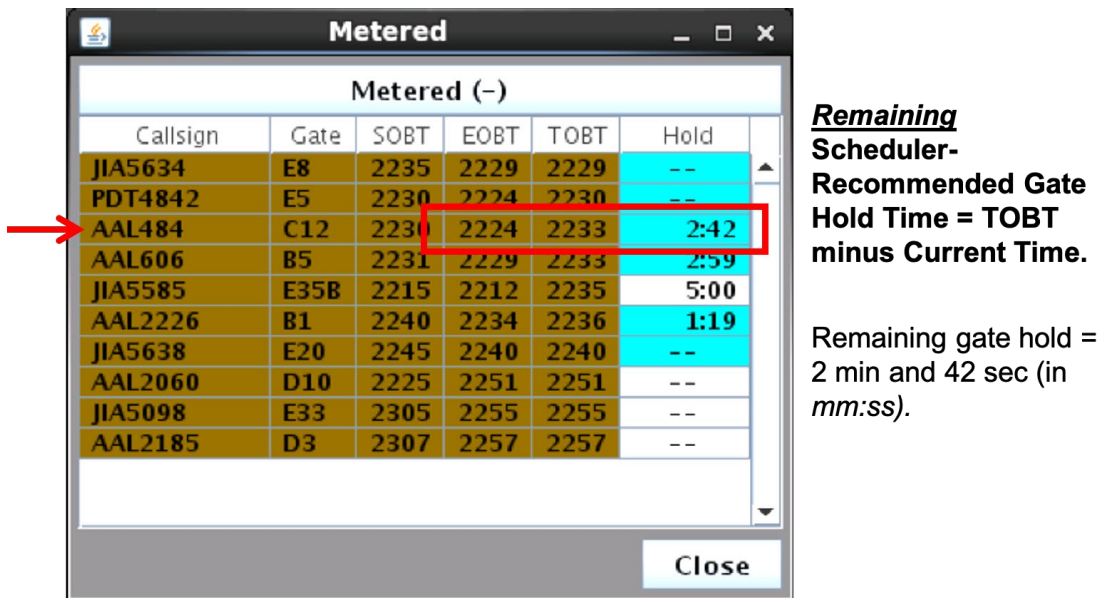 Metered
Metered (-)
Callsign Gate SOBT EOBT TOBT Hold
JIA5634 E8 2235 2229 2229 --
PDT4842 E5 2230 2224 2230 --
AAL484 C12 2230 2224 2233 2:42
AAL606 B5 2231 2229 2233 2:59
JIA5585 E35B 2215 2212 2235 5:00
AAL2226 B1 2240 2234 2236 1:19
JIA5638 E20 2245 2240 2240 --
AAL2060 D10 2225 2251 2251 --
JIA5098 E33 2305 2255 2255 --
AAL2185 D3 2307 2257 2257 --
Close
Remaining
Scheduler-
Recommended Gate
Hold Time = TOBT
minus Current Time.
Remaining gate hold =
2 min and 42 sec (in
mm:ss).